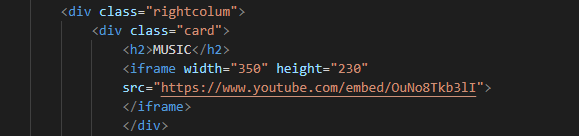 <div class="rightcolum">
<div class="card">
<h2>MUSIC</h2>
<iframe width="350" height="230"
src="https://www.youtube.com/embed/OuNo8Tkb3lI">
</iframe>
</div>